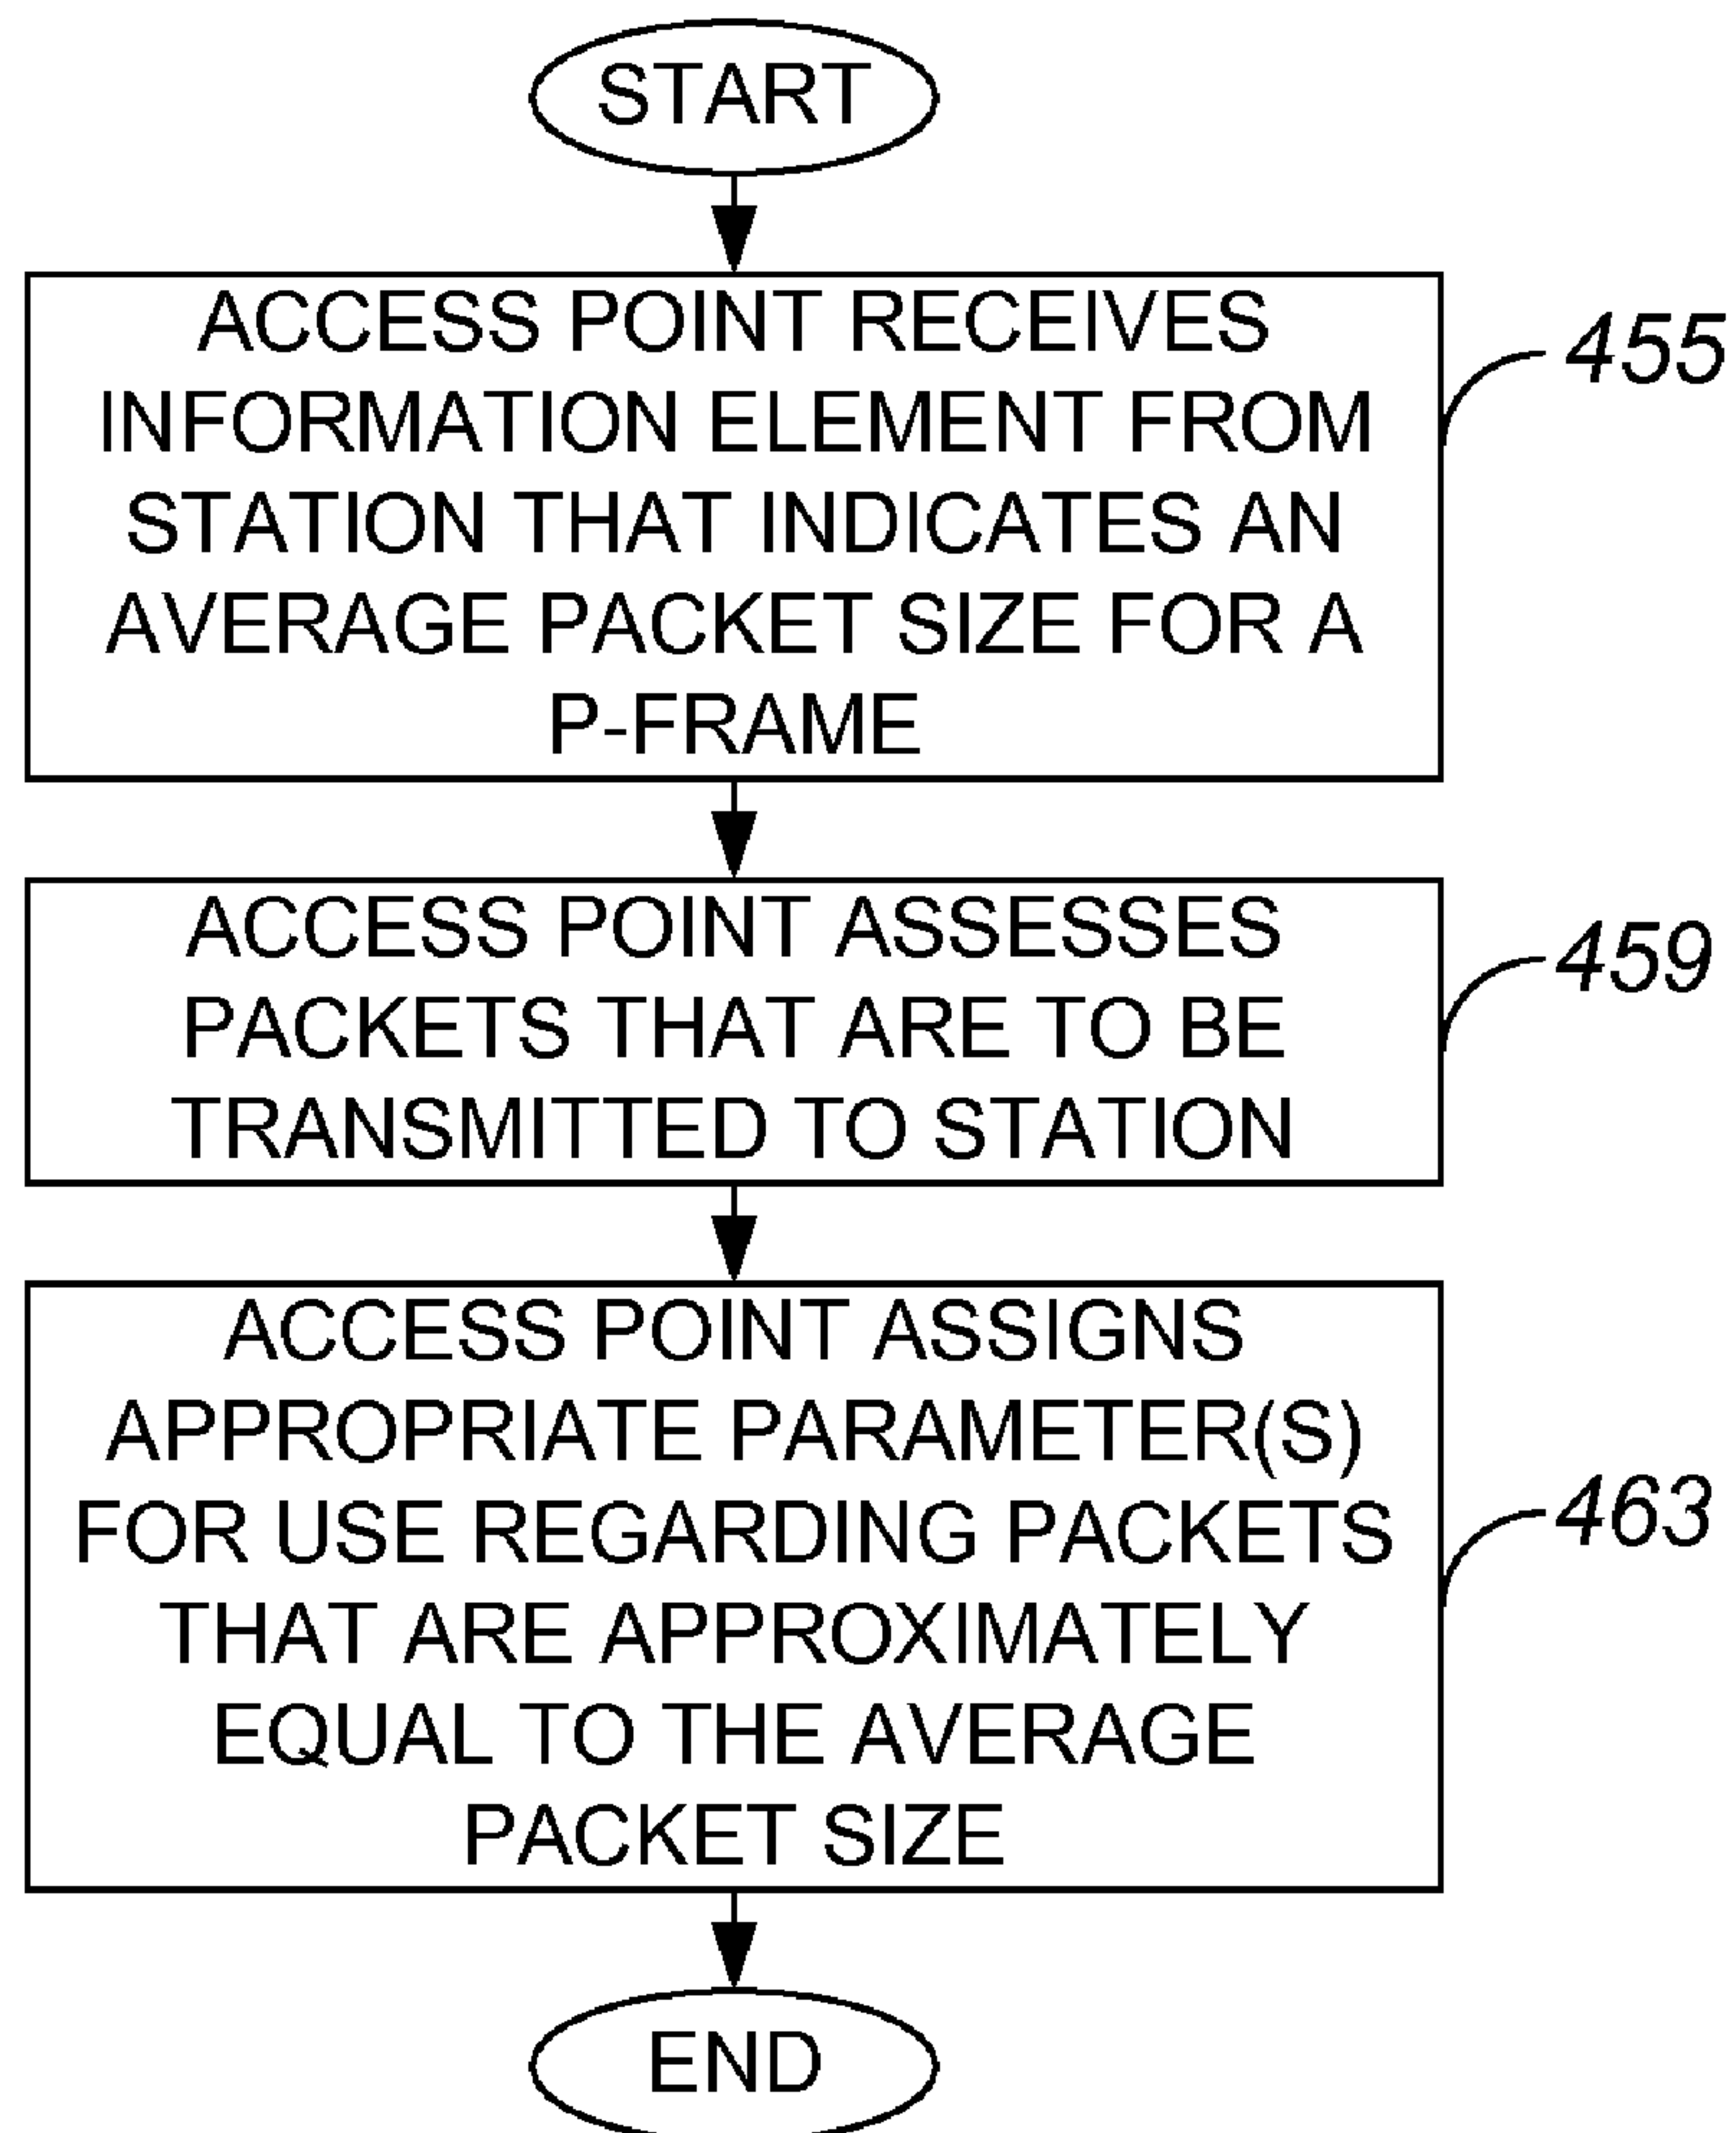 START
ACCESS POINT RECEIVES
INFORMATION ELEMENT FROM
STATION THAT INDICATES AN
AVERAGE PACKET SIZE FOR A
P-FRAME
455
ACCESS POINT ASSESSES
PACKETS THAT ARE TO BE
TRANSMITTED TO STATION
459
ACCESS POINT ASSIGNS
APPROPRIATE PARAMETER(S)
FOR USE REGARDING PACKETS
THAT ARE APPROXIMATELY
EQUAL TO THE AVERAGE
PACKET SIZE
463
END